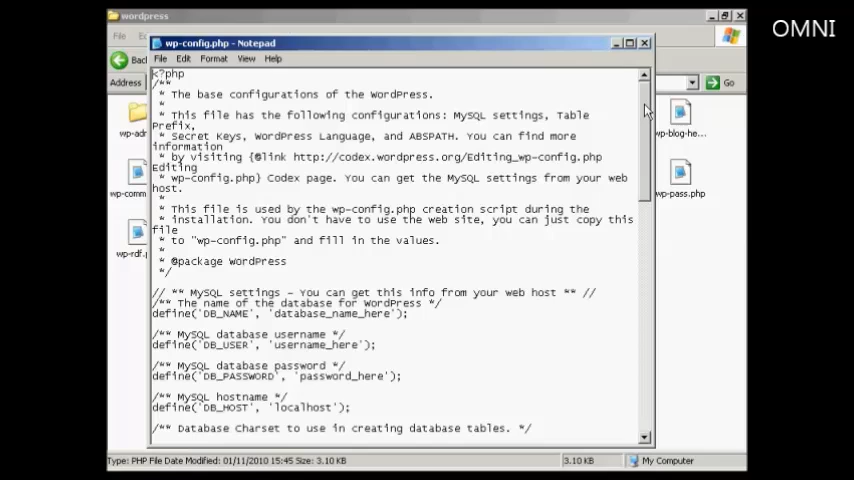 wordpress
OMNI
wp-config.php - Notepad
File
File Edit Format View Help
Back
Address
Go
<?php
/**
* The base configurations of the WordPress.
*
* This file has the following configurations: MySQL settings, Table
Prefix,
* Secret Keys, WordPress Language, and ABSPATH. You can find more
information
* by visiting {@link http://codex.wordpress.org/Editing_wp-config.php
Editing
* wp-config.php} Codex page. You can get the MySQL settings from your web
host.
*
* This file is used by the wp-config.php creation script during the
* installation. You don't have to use the web site, you can just copy this
file
* to "wp-config.php" and fill in the values.
*
* @package WordPress
*/
// ** MySQL settings - You can get this info from your web host ** //
/** The name of the database for WordPress */
define('DB_NAME', 'database_name_here');
/** MySQL database username */
define('DB_USER', 'username_here');
/** MySQL database password */
define('DB_PASSWORD', 'password_here');
/** MySQL hostname */
define('DB_HOST', 'localhost');
/** Database Charset to use in creating database tables. */
wp-adr
wp-comm
wp-rdf.p
wp-blog-he...
wp-pass.php
Type: PHP File Date Modified: 01/11/2010 15:45 Size: 3.10 KB
3.10 KB
My Computer